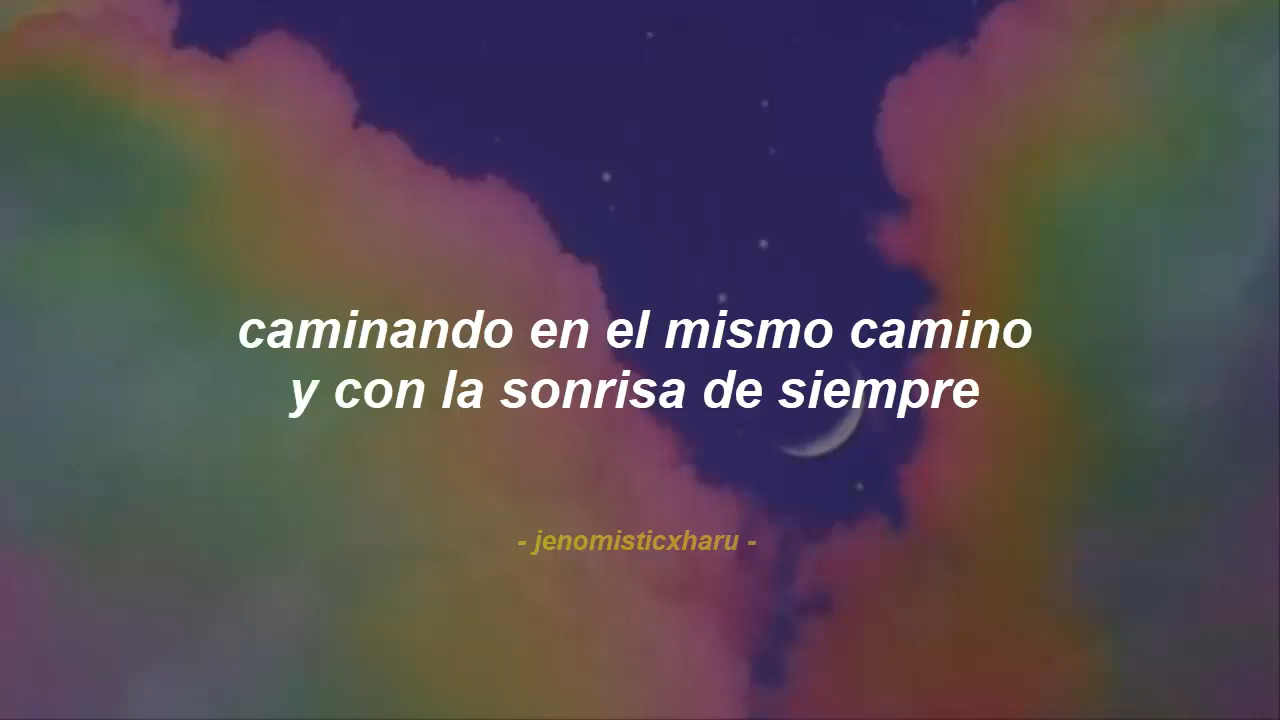 caminando en el mismo camino
y con la sonrisa de siempre
- jenomisticxharu -